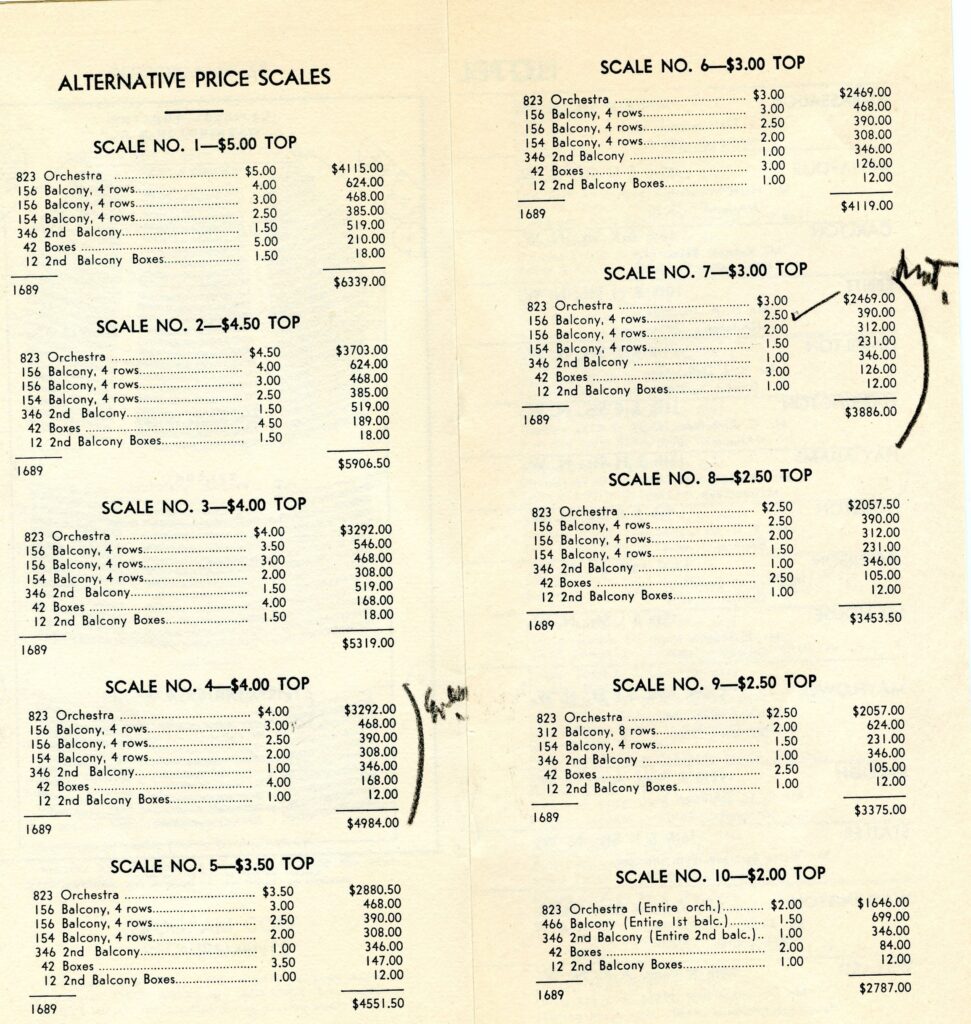 ALTERNATIVE PRICE SCALES
SCALE NO. 1—$5.00 TOP
823 Orchestra ........ $5.00 $4115.00
156 Balcony, 4 rows........ 4.00 624.00
156 Balcony, 4 rows........ 3.00 468.00
154 Balcony, 4 rows........ 2.50 385.00
346 2nd Balcony........ 1.50 519.00
42 Boxes ........ 5.00 210.00
12 2nd Balcony Boxes........ 1.50 18.00
1689 $6339.00
SCALE NO. 2—$4.50 TOP
823 Orchestra ........ $4.50 $3703.00
156 Balcony, 4 rows........ 4.00 624.00
156 Balcony, 4 rows........ 3.00 468.00
154 Balcony, 4 rows........ 2.50 385.00
346 2nd Balcony........ 1.50 519.00
42 Boxes ........ 4 50 189.00
12 2nd Balcony Boxes........ 1.50 18.00
1689 $5906.50
SCALE NO. 3—$4.00 TOP
823 Orchestra ........ $4.00 $3292.00
156 Balcony, 4 rows........ 3.50 546.00
156 Balcony, 4 rows........ 3.00 468.00
154 Balcony, 4 rows........ 2.00 308.00
346 2nd Balcony........ 1.50 519.00
42 Boxes ........ 4.00 168.00
12 2nd Balcony Boxes........ 1.50 18.00
1689 $5319.00
SCALE NO. 4—$4.00 TOP
823 Orchestra ........ $4.00 $3292.00
156 Balcony, 4 rows........ 3.00 468.00
156 Balcony, 4 rows........ 2.50 390.00
154 Balcony, 4 rows........ 2.00 308.00
346 2nd Balcony........ 1.00 346.00
42 Boxes ........ 4.00 168.00
12 2nd Balcony Boxes........ 1.00 12.00
1689 $4984.00
SCALE NO. 5—$3.50 TOP
823 Orchestra ........ $3.50 $2880.50
156 Balcony, 4 rows........ 3.00 468.00
156 Balcony, 4 rows........ 2.50 390.00
154 Balcony, 4 rows........ 2.00 308.00
346 2nd Balcony........ 1.00 346.00
42 Boxes ........ 3.50 147.00
12 2nd Balcony Boxes........ 1.00 12.00
1689 $4551.50
SCALE NO. 6—$3.00 TOP
823 Orchestra ........ $3.00 $2469.00
156 Balcony, 4 rows........ 3.00 468.00
156 Balcony, 4 rows........ 2.50 390.00
154 Balcony, 4 rows........ 2.00 308.00
346 2nd Balcony ........ 1.00 346.00
42 Boxes ........ 3.00 126.00
12 2nd Balcony Boxes........ 1.00 12.00
1689 $4119.00
SCALE NO. 7—$3.00 TOP
823 Orchestra ........ $3.00 $2469.00
156 Balcony, 4 rows........ 2.50 390.00
156 Balcony, 4 rows........ 2.00 312.00
154 Balcony, 4 rows........ 1.50 231.00
346 2nd Balcony ........ 1.00 346.00
42 Boxes ........ 3.00 126.00
12 2nd Balcony Boxes........ 1.00 12.00
1689 $3886.00
SCALE NO. 8—$2.50 TOP
823 Orchestra ........ $2.50 $2057.50
156 Balcony, 4 rows........ 2.50 390.00
156 Balcony, 4 rows........ 2.00 312.00
154 Balcony, 4 rows........ 1.50 231.00
346 2nd Balcony ........ 1.00 346.00
42 Boxes ........ 2.50 105.00
12 2nd Balcony Boxes........ 1.00 12.00
1689 $3453.50
SCALE NO. 9—$2.50 TOP
823 Orchestra ........ $2.50 $2057.00
312 Balcony, 8 rows........ 2.00 624.00
154 Balcony, 4 rows........ 1.50 231.00
346 2nd Balcony ........ 1.00 346.00
42 Boxes ........ 2.50 105.00
12 2nd Balcony Boxes........ 1.00 12.00
1689 $3375.00
SCALE NO. 10—$2.00 TOP
823 Orchestra (Entire orch.)........ $2.00 $1646.00
466 Balcony (Entire 1st balc.)........ 1.50 699.00
346 2nd Balcony (Entire 2nd balc.).. 1.00 346.00
42 Boxes ........ 2.00 84.00
12 2nd Balcony Boxes........ 1.00 12.00
1689 $2787.00